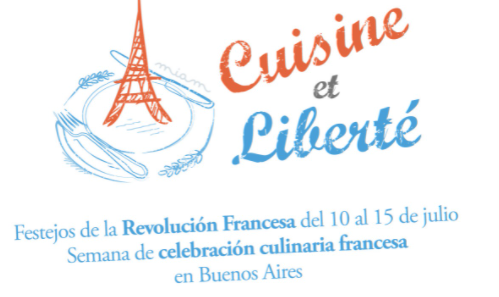 Cuisine
et
Liberté
miam
Festejos de la Revolución Francesa del 10 al 15 de julio
Semana de celebración culinaria francesa
en Buenos Aires